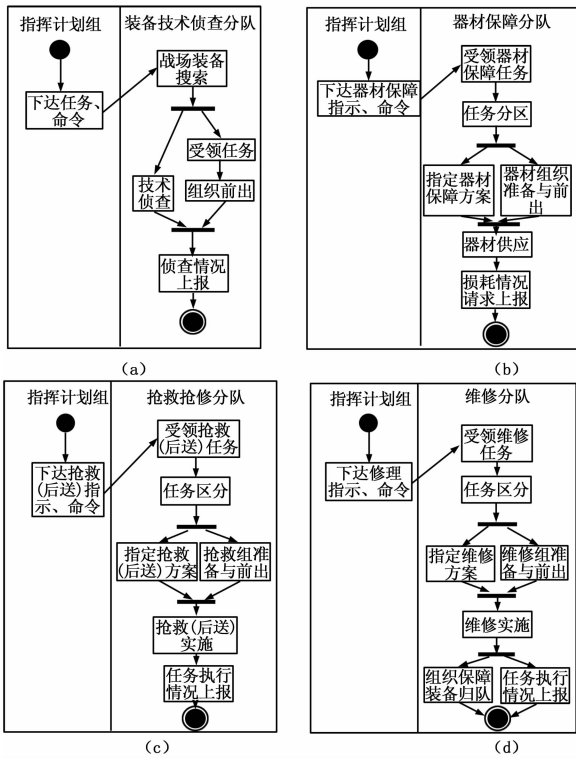 指挥计划组
装备技术侦查分队
下达任务、
命令
战场装备
搜索
受领任务
技术
侦查
组织前出
侦查情况
上报
(a)
指挥计划组
器材保障分队
下达器材保障
指示、命令
受领器材
保障任务
任务分区
指定器材
保障方案
器材组织
准备与前
出
器材供应
损耗情况
请求上报
(b)
指挥计划组
抢救抢修分队
下达抢救
(后送)指
示、命令
受领抢救
(后送)任务
任务区分
指定抢救
(后送)方案
抢救组准
备与前出
抢救(后送)
实施
任务执行
情况上报
(c)
指挥计划组
维修分队
下达修理
指示、命令
受领维修
任务
任务区分
指定维修
方案
维修组准
备与前出
维修实施
组织保障
装备归队
任务执行
情况上报
(d)